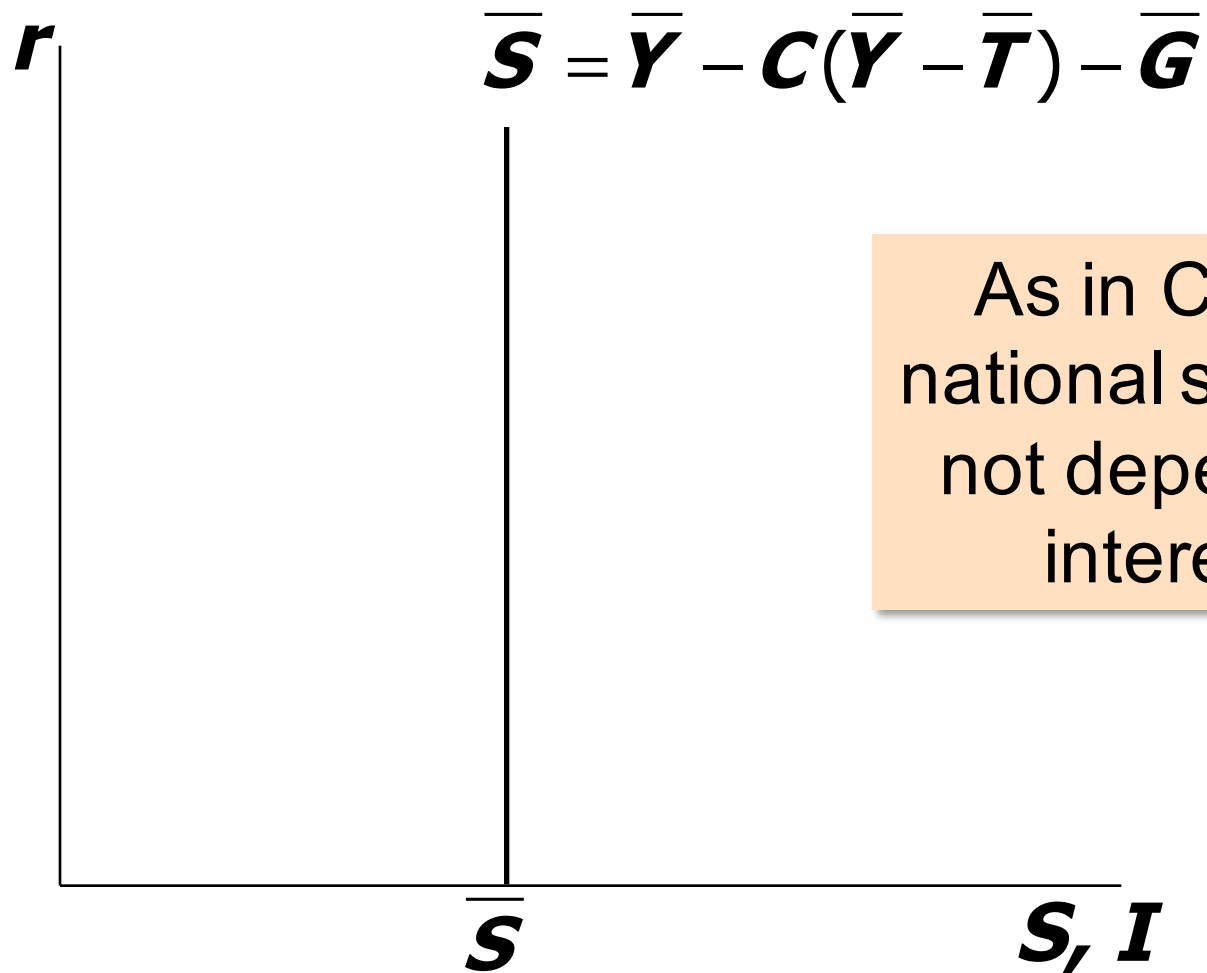 r
S̅ = Y̅ – C(Y̅ – T̅) – G̅
As in C
national s
not depe
intere
S̅
S, I